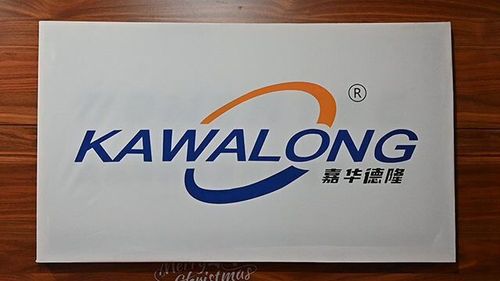 ®
KAWALONG
嘉华德隆
Merry
Christmas